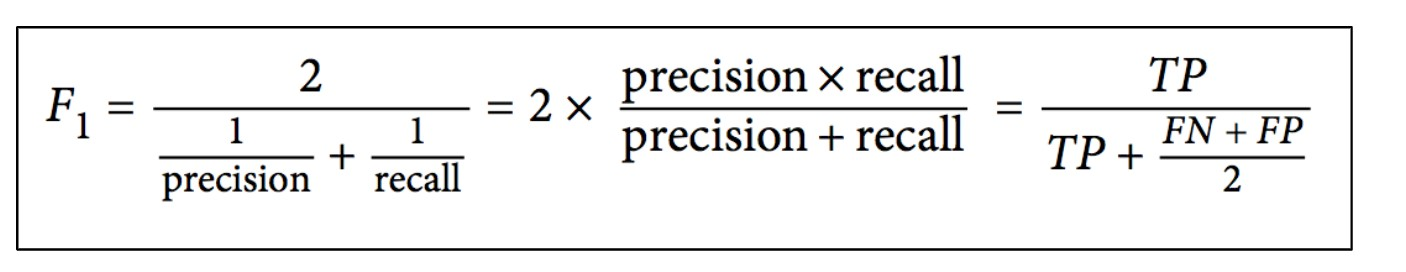 F₁ = 2 / (1/precision + 1/recall) = 2 × (precision × recall)/(precision + recall) = TP / (TP + (FN + FP)/2)